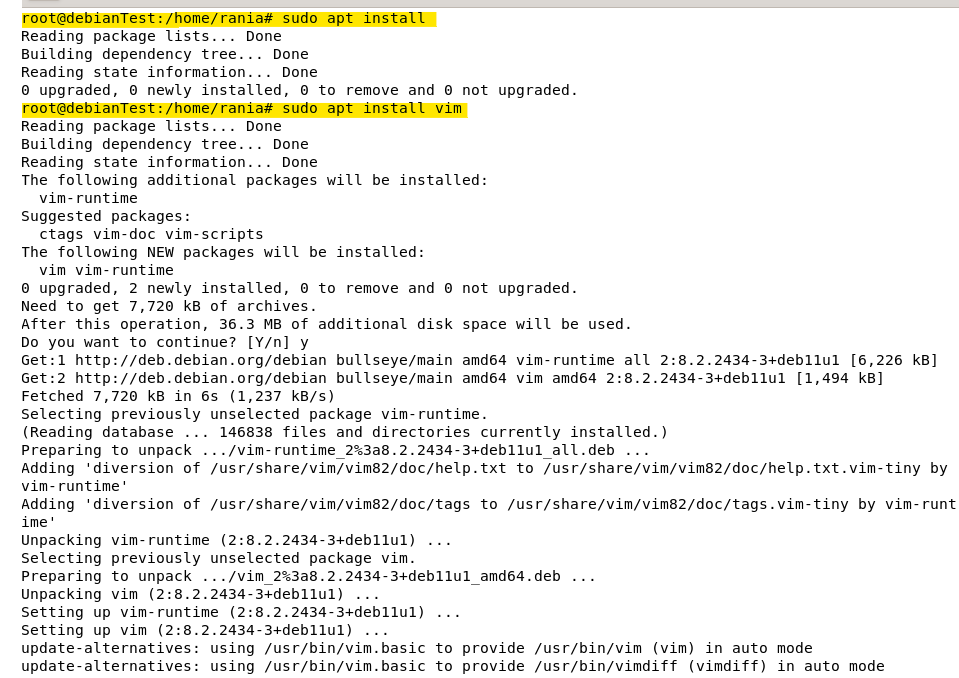 root@debianTest:/home/rania# sudo apt install
Reading package lists... Done
Building dependency tree... Done
Reading state information... Done
0 upgraded, 0 newly installed, 0 to remove and 0 not upgraded.
root@debianTest:/home/rania# sudo apt install vim
Reading package lists... Done
Building dependency tree... Done
Reading state information... Done
The following additional packages will be installed:
  vim-runtime
Suggested packages:
  ctags vim-doc vim-scripts
The following NEW packages will be installed:
  vim vim-runtime
0 upgraded, 2 newly installed, 0 to remove and 0 not upgraded.
Need to get 7,720 kB of archives.
After this operation, 36.3 MB of additional disk space will be used.
Do you want to continue? [Y/n] y
Get:1 http://deb.debian.org/debian bullseye/main amd64 vim-runtime all 2:8.2.2434-3+deb11u1 [6,226 kB]
Get:2 http://deb.debian.org/debian bullseye/main amd64 vim amd64 2:8.2.2434-3+deb11u1 [1,494 kB]
Fetched 7,720 kB in 6s (1,237 kB/s)
Selecting previously unselected package vim-runtime.
(Reading database ... 146838 files and directories currently installed.)
Preparing to unpack .../vim-runtime_2%3a8.2.2434-3+deb11u1_all.deb ...
Adding 'diversion of /usr/share/vim/vim82/doc/help.txt to /usr/share/vim/vim82/doc/help.txt.vim-tiny by
vim-runtime'
Adding 'diversion of /usr/share/vim/vim82/doc/tags to /usr/share/vim/vim82/doc/tags.vim-tiny by vim-runt
ime'
Unpacking vim-runtime (2:8.2.2434-3+deb11u1) ...
Selecting previously unselected package vim.
Preparing to unpack .../vim_2%3a8.2.2434-3+deb11u1_amd64.deb ...
Unpacking vim (2:8.2.2434-3+deb11u1) ...
Setting up vim-runtime (2:8.2.2434-3+deb11u1) ...
Setting up vim (2:8.2.2434-3+deb11u1) ...
update-alternatives: using /usr/bin/vim.basic to provide /usr/bin/vim (vim) in auto mode
update-alternatives: using /usr/bin/vim.basic to provide /usr/bin/vimdiff (vimdiff) in auto mode